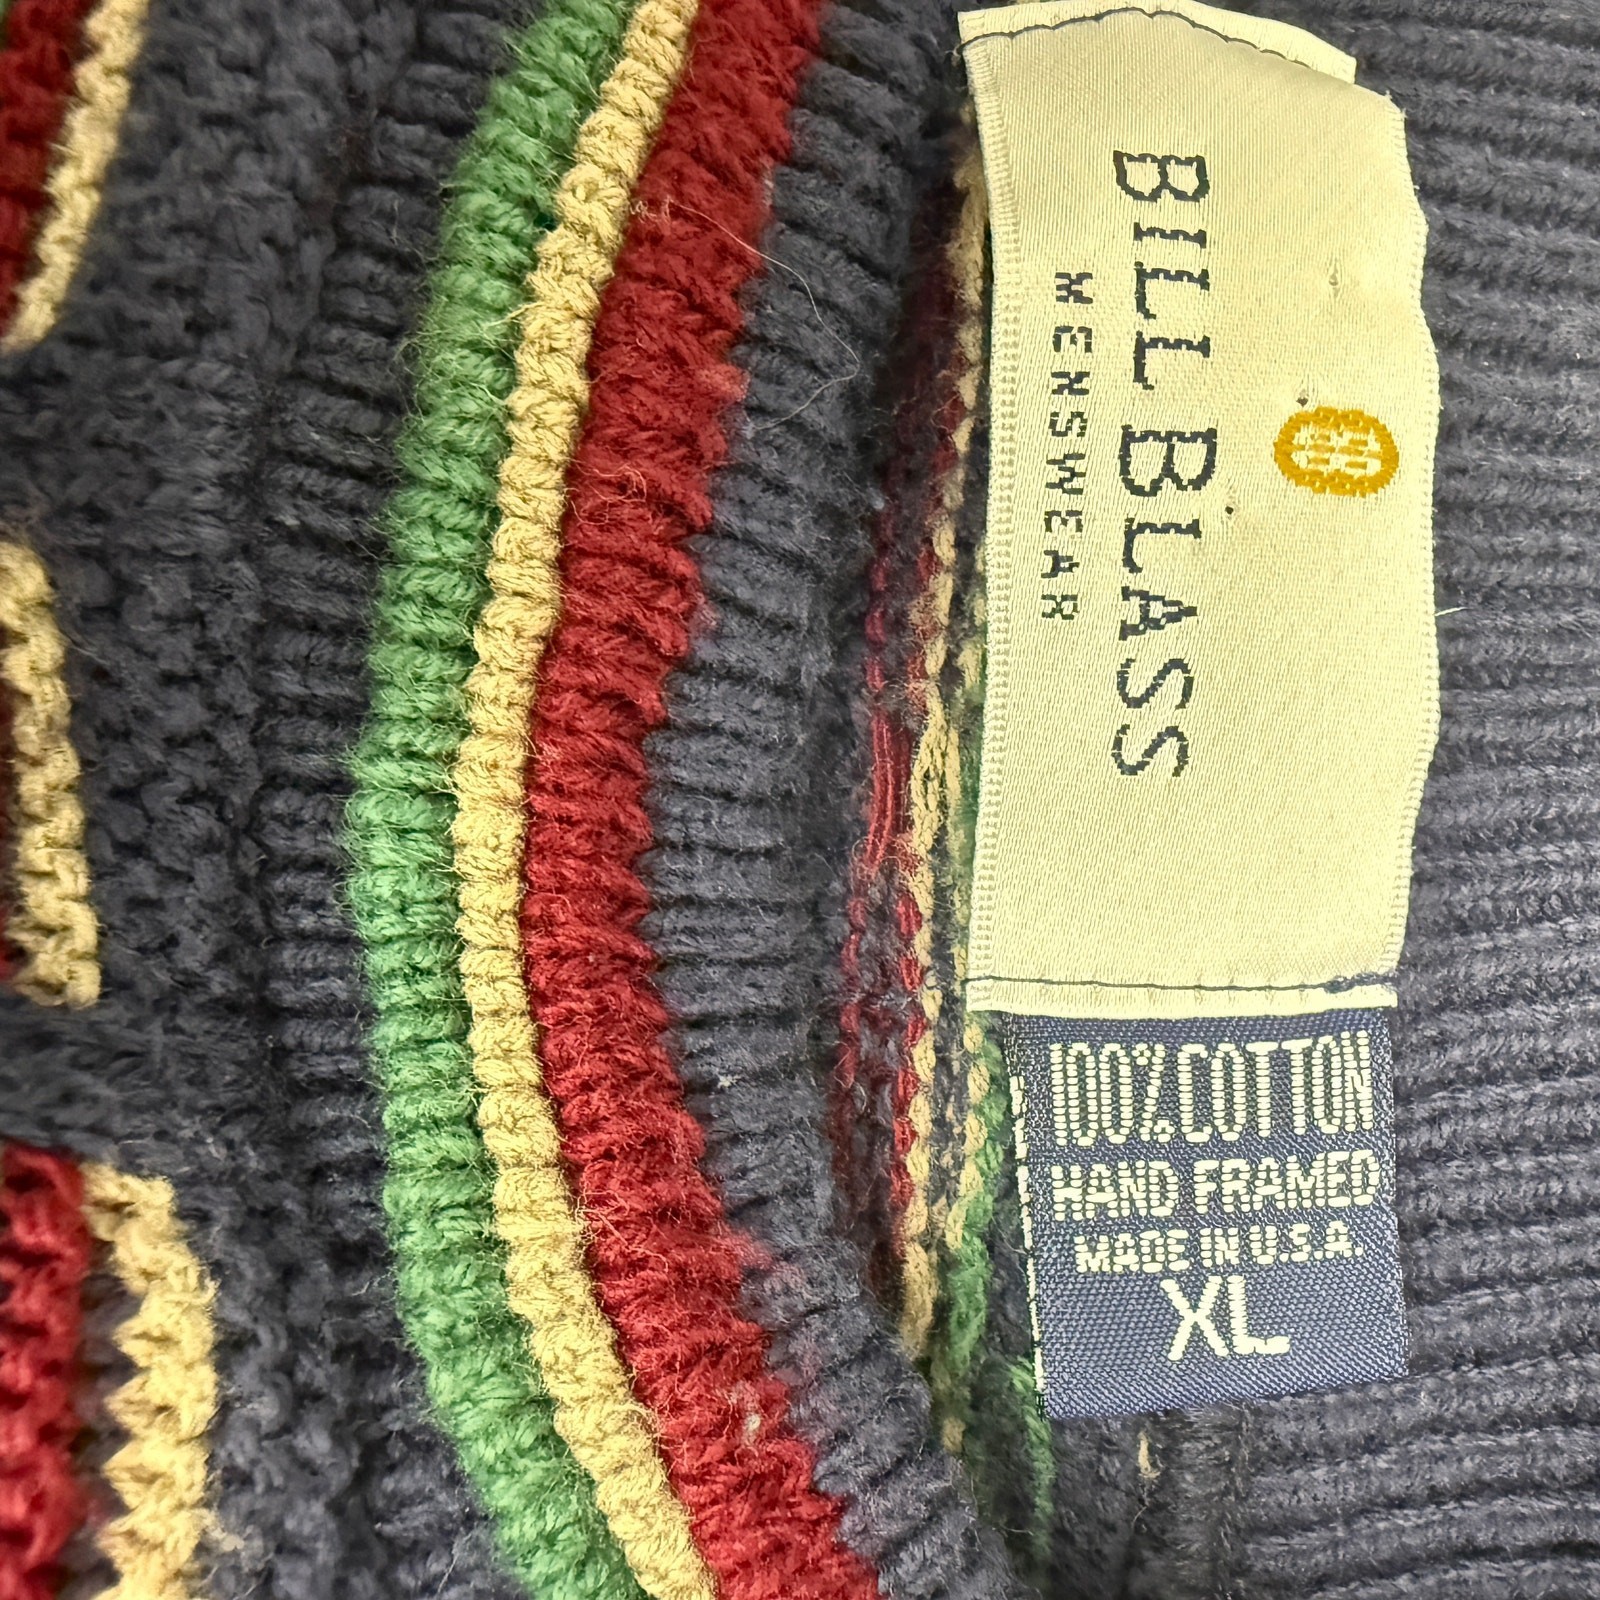 BILL BLASS
MENSWEAR
100% COTTON
HAND FRAMED
MADE IN U.S.A.
XL